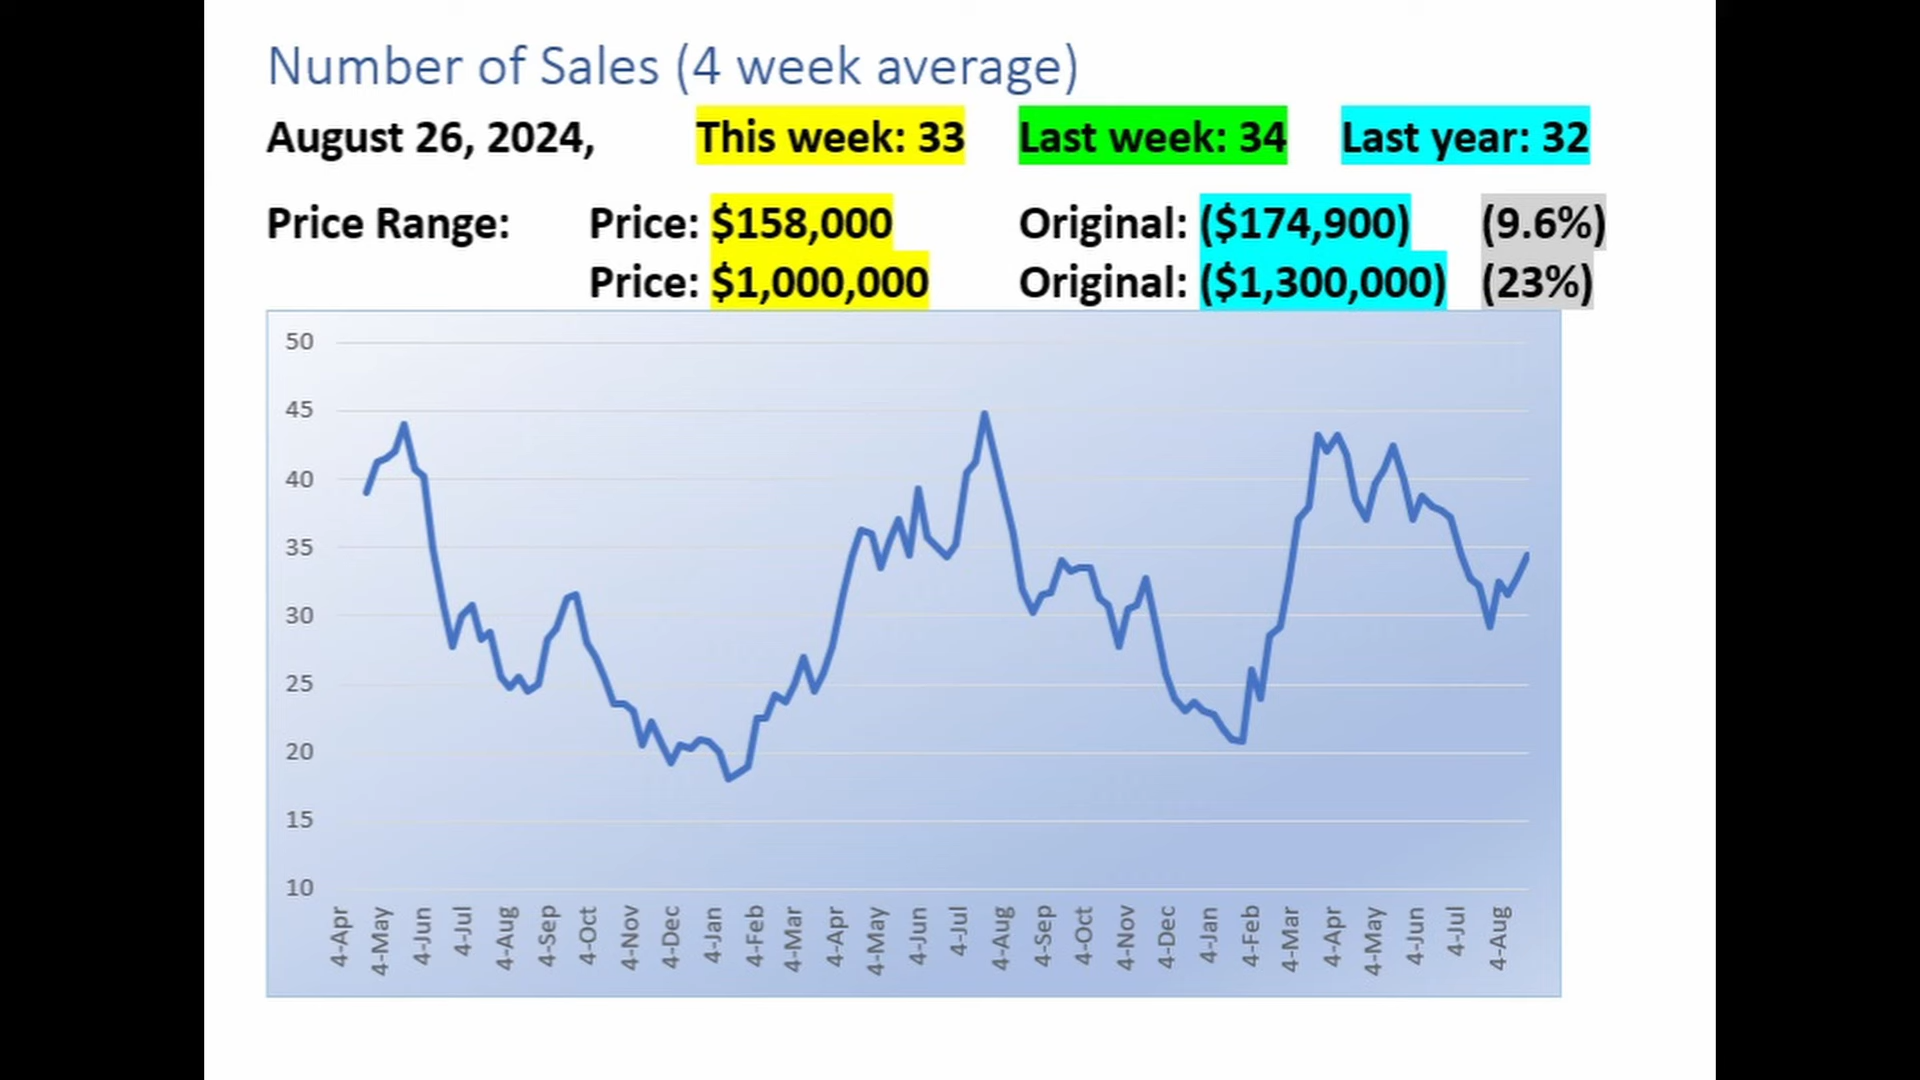 Number of Sales (4 week average)
August 26, 2024, This week: 33 Last week: 34 Last year: 32
Price Range: Price: $158,000 Original: ($174,900) (9.6%)
Price: $1,000,000 Original: ($1,300,000) (23%)
50
45
40
35
30
25
20
15
10
4-Apr 4-May 4-Jun 4-Jul 4-Aug 4-Sep 4-Oct 4-Nov 4-Dec 4-Jan 4-Feb 4-Mar 4-Apr 4-May 4-Jun 4-Jul 4-Aug 4-Sep 4-Oct 4-Nov 4-Dec 4-Jan 4-Feb 4-Mar 4-Apr 4-May 4-Jun 4-Jul 4-Aug